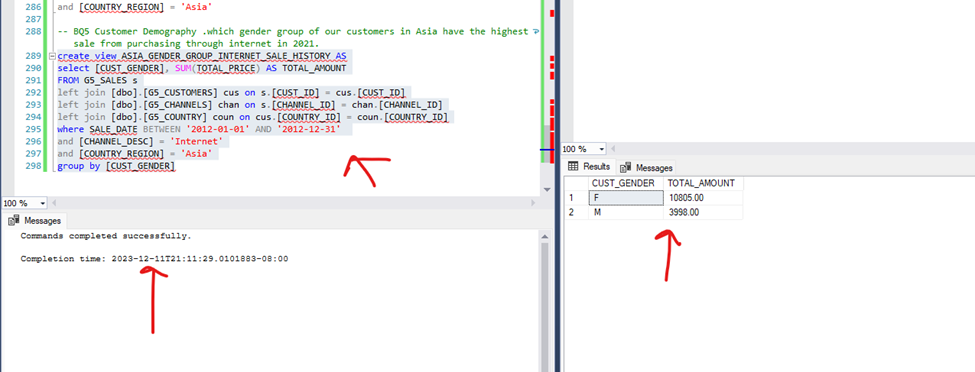 286 and [COUNTRY_REGION] = 'Asia'
287
288 -- BQ5 Customer Demography .which gender group of our customers in Asia have the highest
sale from purchasing through internet in 2021.
289 create view ASIA_GENDER_GROUP_INTERNET_SALE_HISTORY AS
290 select [CUST_GENDER], SUM(TOTAL_PRICE) AS TOTAL_AMOUNT
291 FROM G5_SALES s
292 left join [dbo].[G5_CUSTOMERS] cus on s.[CUST_ID] = cus.[CUST_ID]
293 left join [dbo].[G5_CHANNELS] chan on s.[CHANNEL_ID] = chan.[CHANNEL_ID]
294 left join [dbo].[G5_COUNTRY] coun on cus.[COUNTRY_ID] = coun.[COUNTRY_ID]
295 where SALE_DATE BETWEEN '2012-01-01' AND '2012-12-31'
296 and [CHANNEL_DESC] = 'Internet'
297 and [COUNTRY_REGION] = 'Asia'
298 group by [CUST_GENDER]
100 %
Messages
Commands completed successfully.
Completion time: 2023-12-11T21:11:29.0101883-08:00
100 %
Results Messages
CUST_GENDER TOTAL_AMOUNT
1 F 10805.00
2 M 3998.00